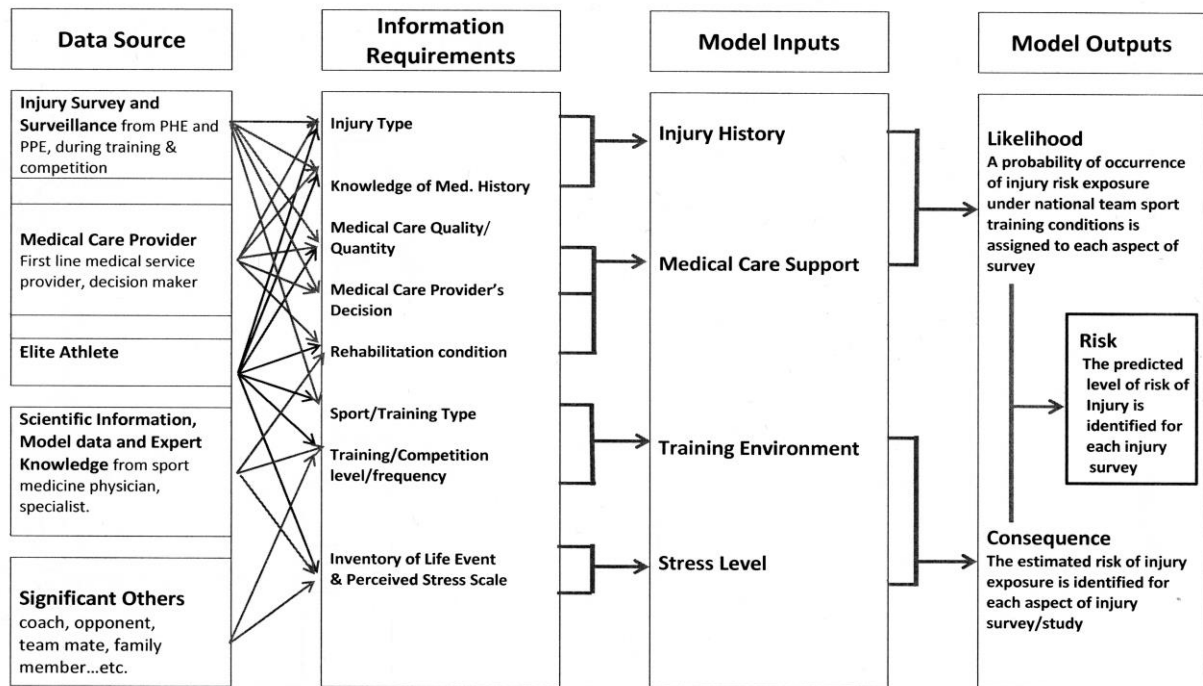 Data Source
Information
Requirements
Model Inputs
Model Outputs
Injury Survey and
Surveillance from PHE and
PPE, during training &
competition
Medical Care Provider
First line medical service
provider, decision maker
Elite Athlete
Scientific Information,
Model data and Expert
Knowledge from sport
medicine physician,
specialist.
Significant Others
coach, opponent,
team mate, family
member...etc.
Injury Type
Knowledge of Med. History
Medical Care Quality/
Quantity
Medical Care Provider's
Decision
Rehabilitation condition
Sport/Training Type
Training/Competition
level/frequency
Inventory of Life Event
& Perceived Stress Scale
Injury History
Medical Care Support
Training Environment
Stress Level
Likelihood
A probability of occurrence
of injury risk exposure
under national team sport
training conditions is
assigned to each aspect of
survey
Risk
The predicted
level of risk of
Injury is
identified for
each injury
survey
Consequence
The estimated risk of injury
exposure is identified for
each aspect of injury
survey/study